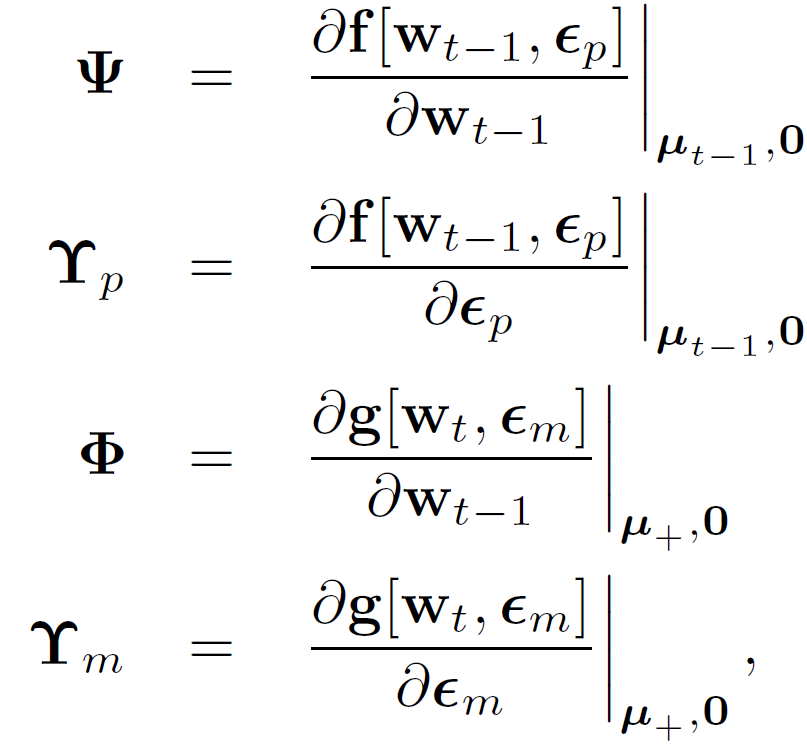 Ψ = ∂f[w_{t−1}, ϵ_p] / ∂w_{t−1} |_{μ_{t−1},0}
ϒ_p = ∂f[w_{t−1}, ϵ_p] / ∂ϵ_p |_{μ_{t−1},0}
Φ = ∂g[w_t, ϵ_m] / ∂w_{t−1} |_{μ_+,0}
ϒ_m = ∂g[w_t, ϵ_m] / ∂ϵ_m |_{μ_+,0} ,